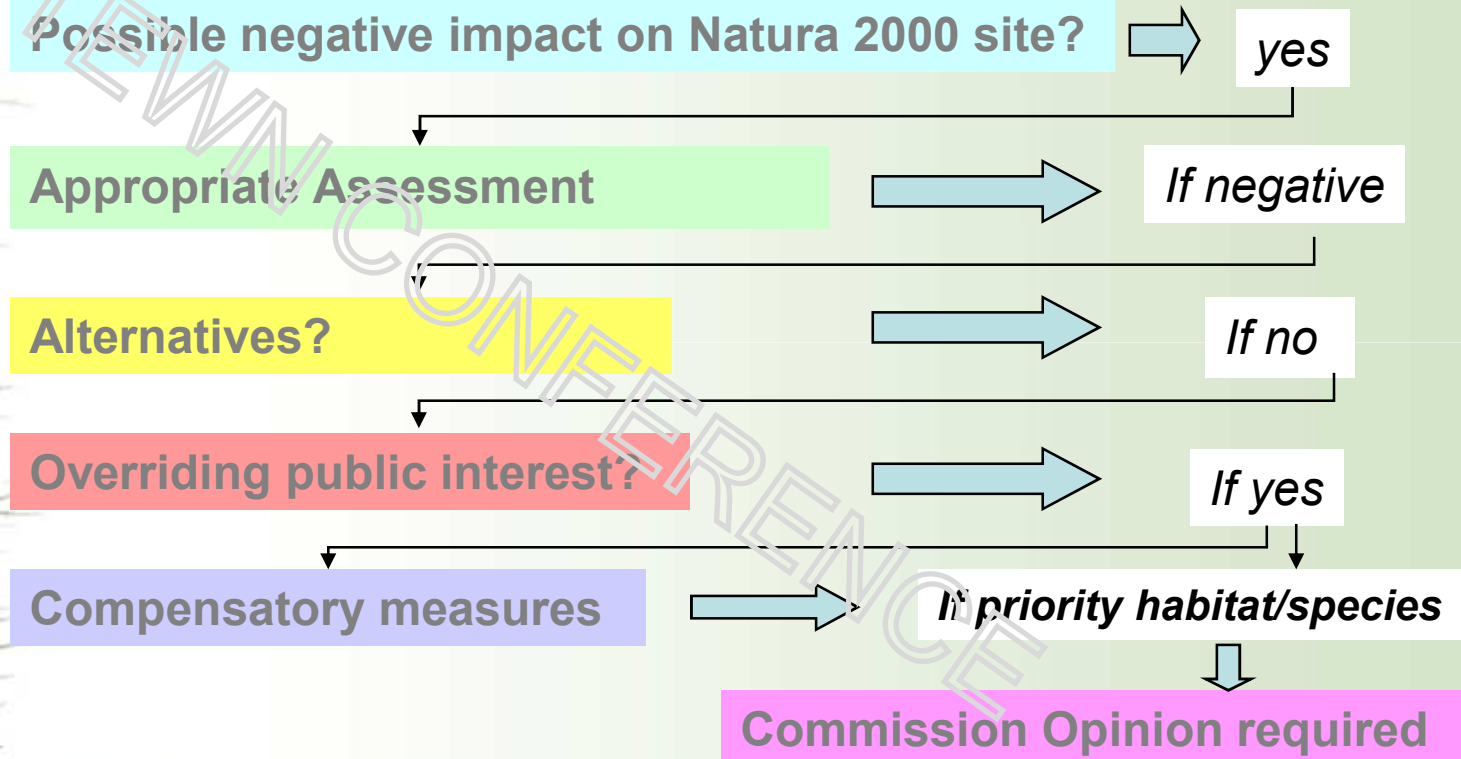 Possible negative impact on Natura 2000 site?
yes
Appropriate Assessment
If negative
Alternatives?
If no
Overriding public interest?
If yes
Compensatory measures
If priority habitat/species
Commission Opinion required
EWN CONFERENCE